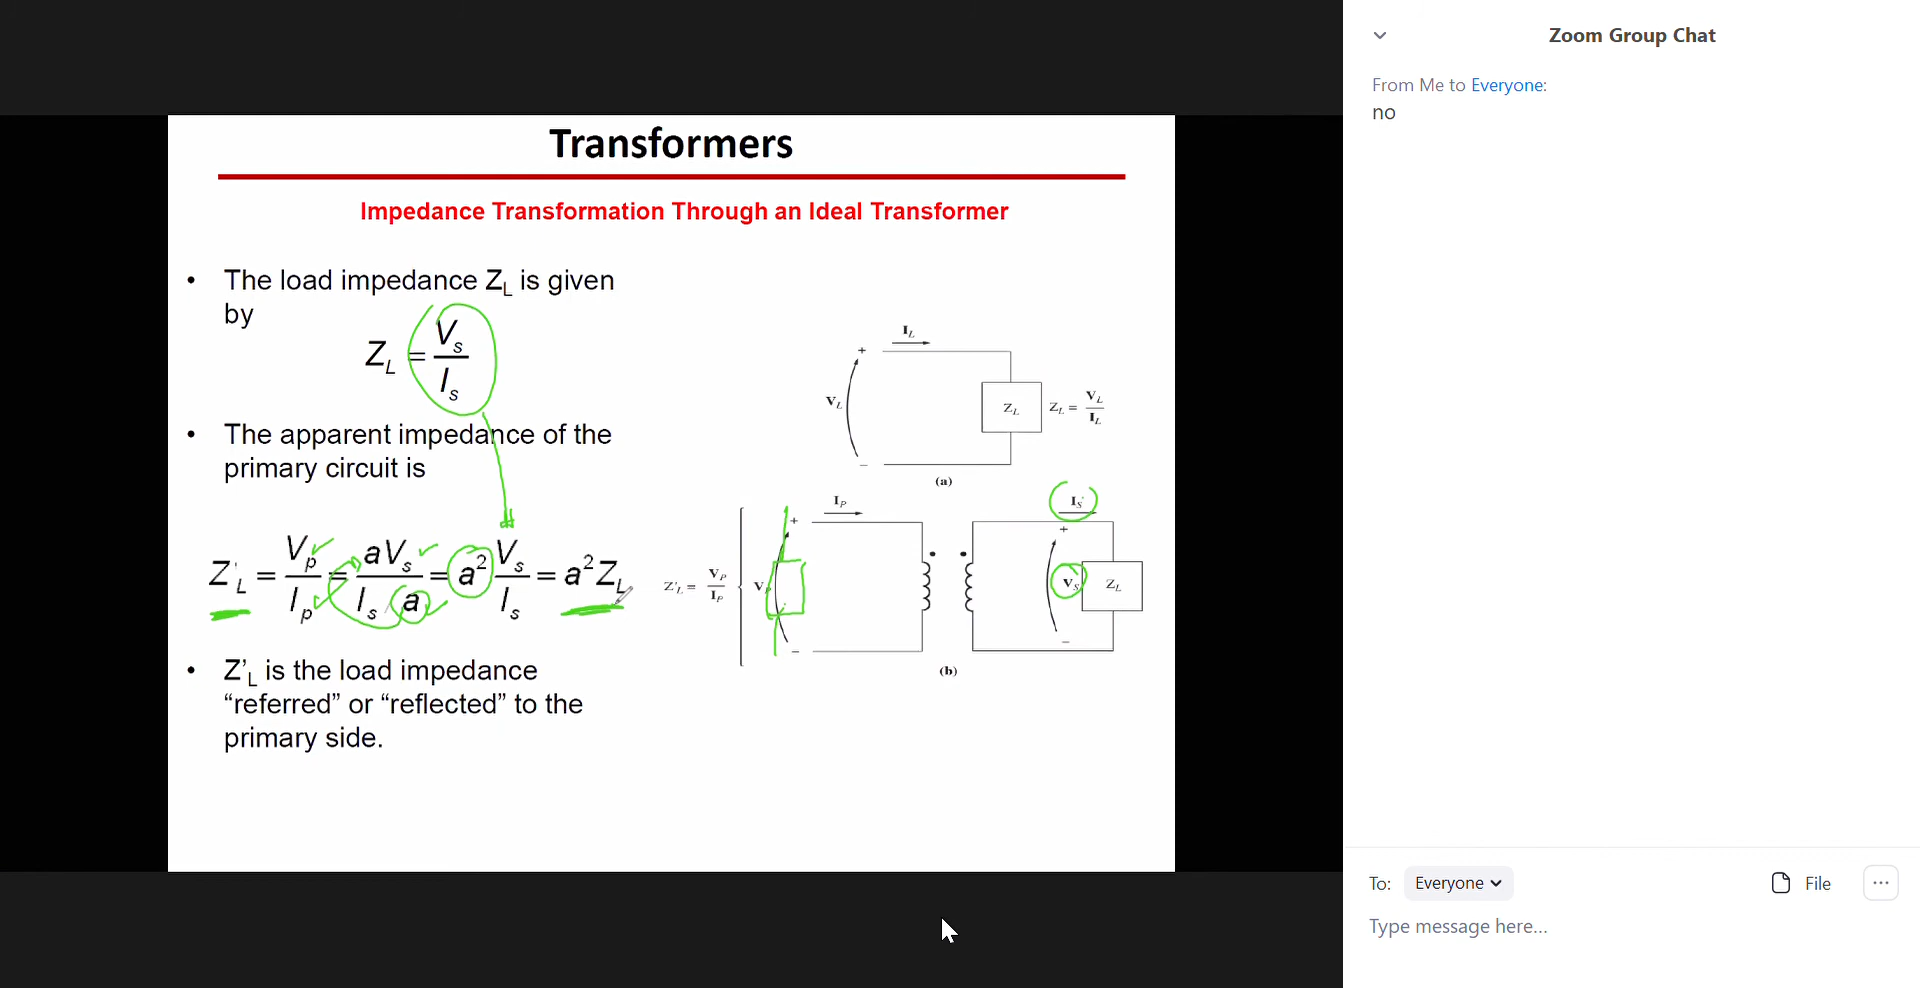 Transformers
Impedance Transformation Through an Ideal Transformer
• The load impedance Z_L is given
by
Z_L = V_s / I_s
• The apparent impedance of the
primary circuit is
Z'_L = V_p / I_p = aV_s / (I_s / a) = a² V_s / I_s = a² Z_L
• Z'_L is the load impedance
“referred” or “reflected” to the
primary side.
I_L
+
V_L
Z_L
Z_L = V_L / I_L
−
(a)
I_P
I_S
+
+
Z'_L = V_P / I_P
V_P
V_S
Z_L
−
−
(b)
Zoom Group Chat
From Me to Everyone:
no
To: Everyone
File
...
Type message here...